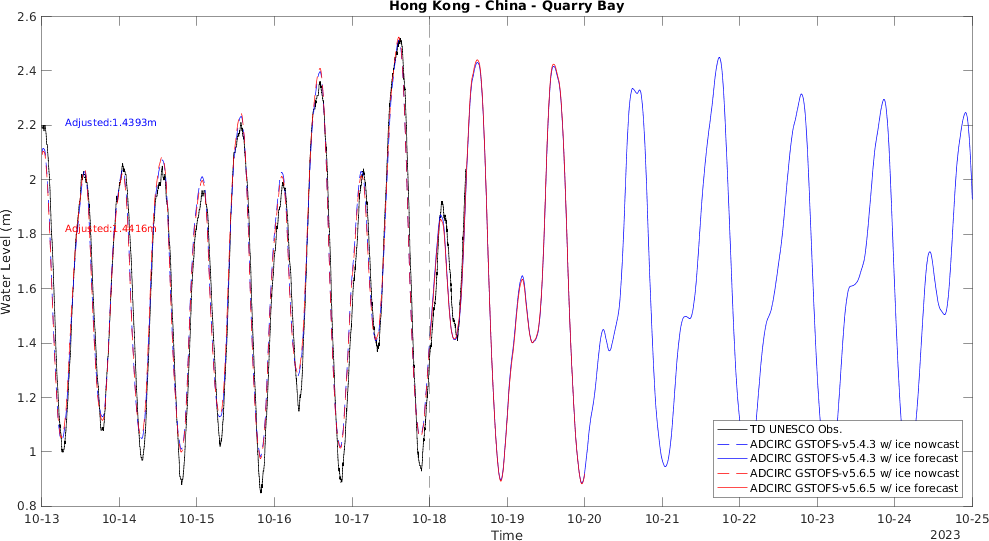 Hong Kong - China - Quarry Bay
2.6
2.4
2.2
2
1.8
1.6
1.4
1.2
1
0.8
Water Level (m)
Adjusted:1.4393m
Adjusted:1.4416m
TD UNESCO Obs.
ADCIRC GSTOFS-v5.4.3 w/ ice nowcast
ADCIRC GSTOFS-v5.4.3 w/ ice forecast
ADCIRC GSTOFS-v5.6.5 w/ ice nowcast
ADCIRC GSTOFS-v5.6.5 w/ ice forecast
10-13 10-14 10-15 10-16 10-17 10-18 10-19 10-20 10-21 10-22 10-23 10-24 10-25
Time
2023